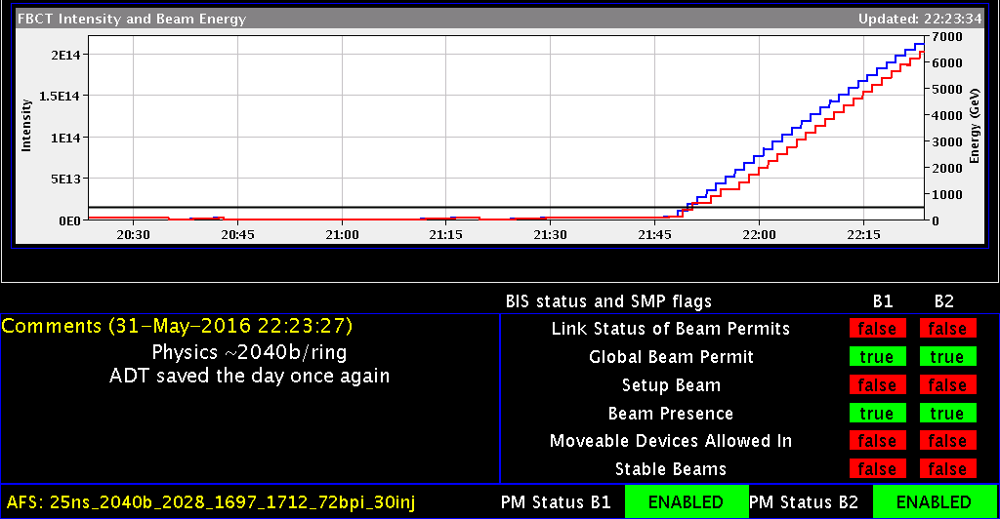 FBCT Intensity and Beam Energy Updated: 22:23:34
Intensity
2E14
1.5E14
1E14
5E13
0E0
7000
6000
5000
4000
3000
2000
1000
0
Energy (GeV)
20:30 20:45 21:00 21:15 21:30 21:45 22:00 22:15
Comments (31-May-2016 22:23:27)
Physics ~2040b/ring
ADT saved the day once again
BIS status and SMP flags B1 B2
Link Status of Beam Permits false false
Global Beam Permit true true
Setup Beam false false
Beam Presence true true
Moveable Devices Allowed In false false
Stable Beams false false
AFS: 25ns_2040b_2028_1697_1712_72bpi_30inj PM Status B1 ENABLED PM Status B2 ENABLED